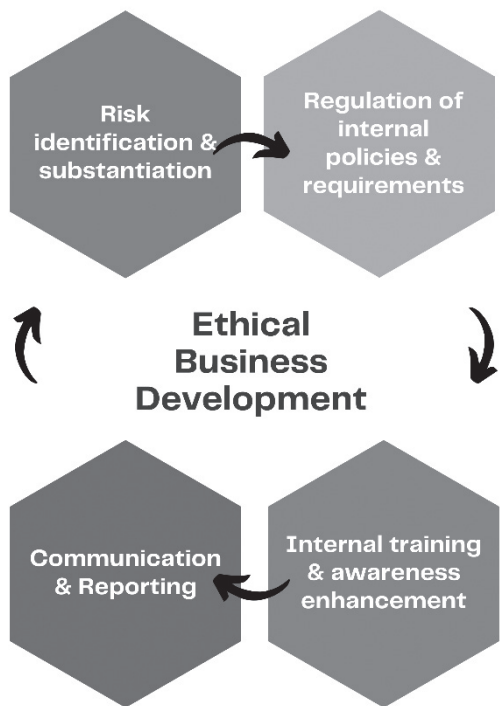 Risk
identification &
substantiation
Regulation of
internal
policies &
requirements
Ethical
Business
Development
Communication
& Reporting
Internal training
& awareness
enhancement